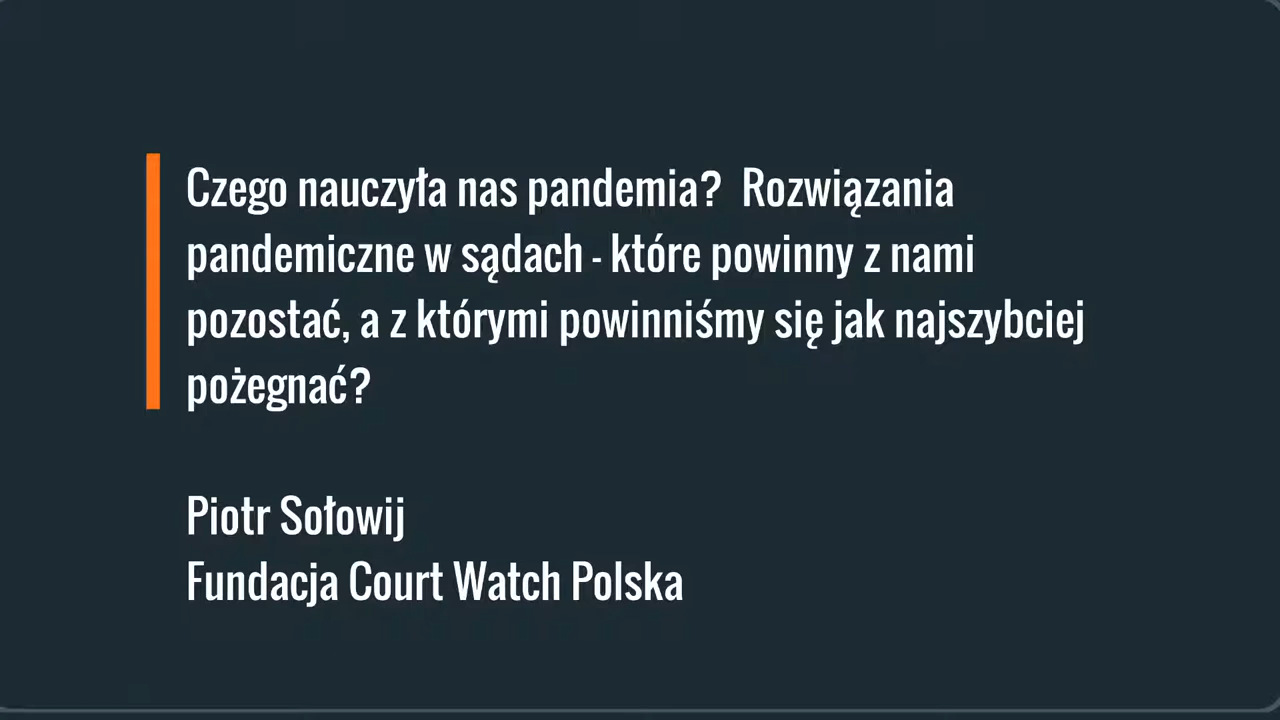 Czego nauczyła nas pandemia? Rozwiązania
pandemiczne w sądach - które powinny z nami
pozostać, a z którymi powinniśmy się jak najszybciej
pożegnać?
Piotr Sołowij
Fundacja Court Watch Polska